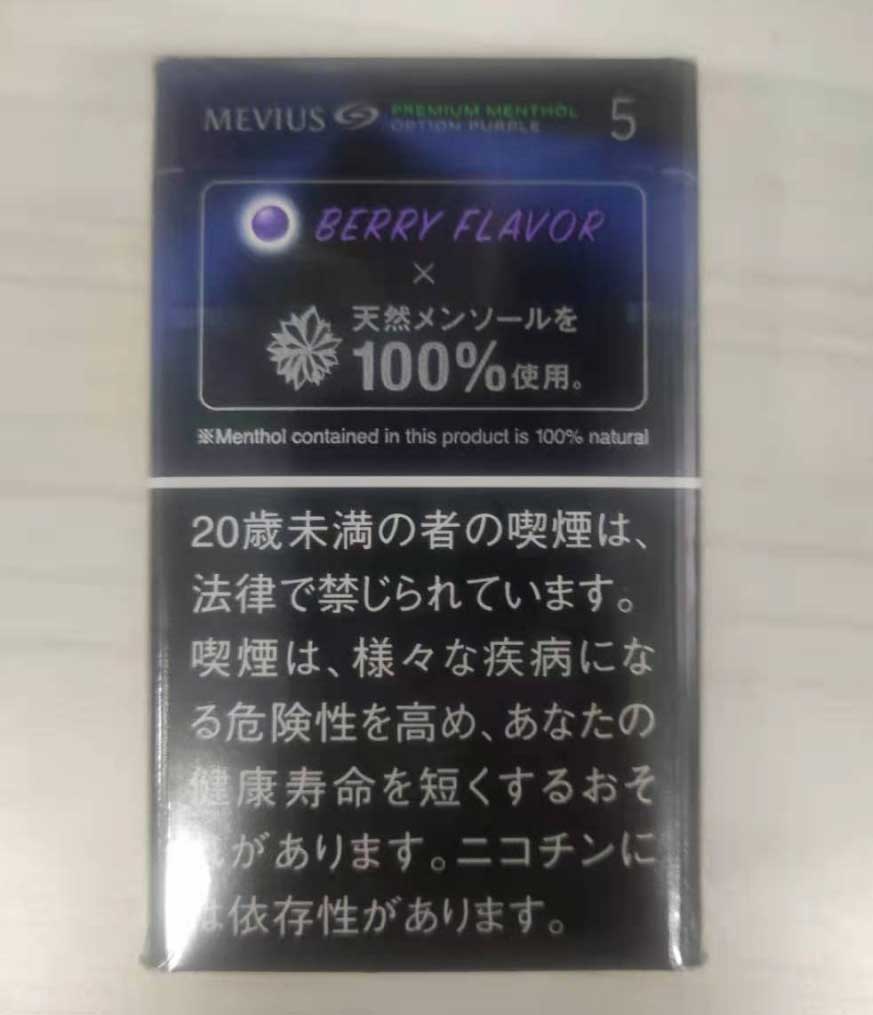 MEVIUS PREMIUM MENTHOL 5
OPTION PURPLE
BERRY FLAVOR
×
天然メンソールを
100%使用。
※Menthol contained in this product is 100% natural
20歳未満の者の喫煙は、
法律で禁じられています。
喫煙は、様々な疾病にな
る危険性を高め、あなたの
健康寿命を短くするおそ
れがあります。ニコチンに
は依存性があります。